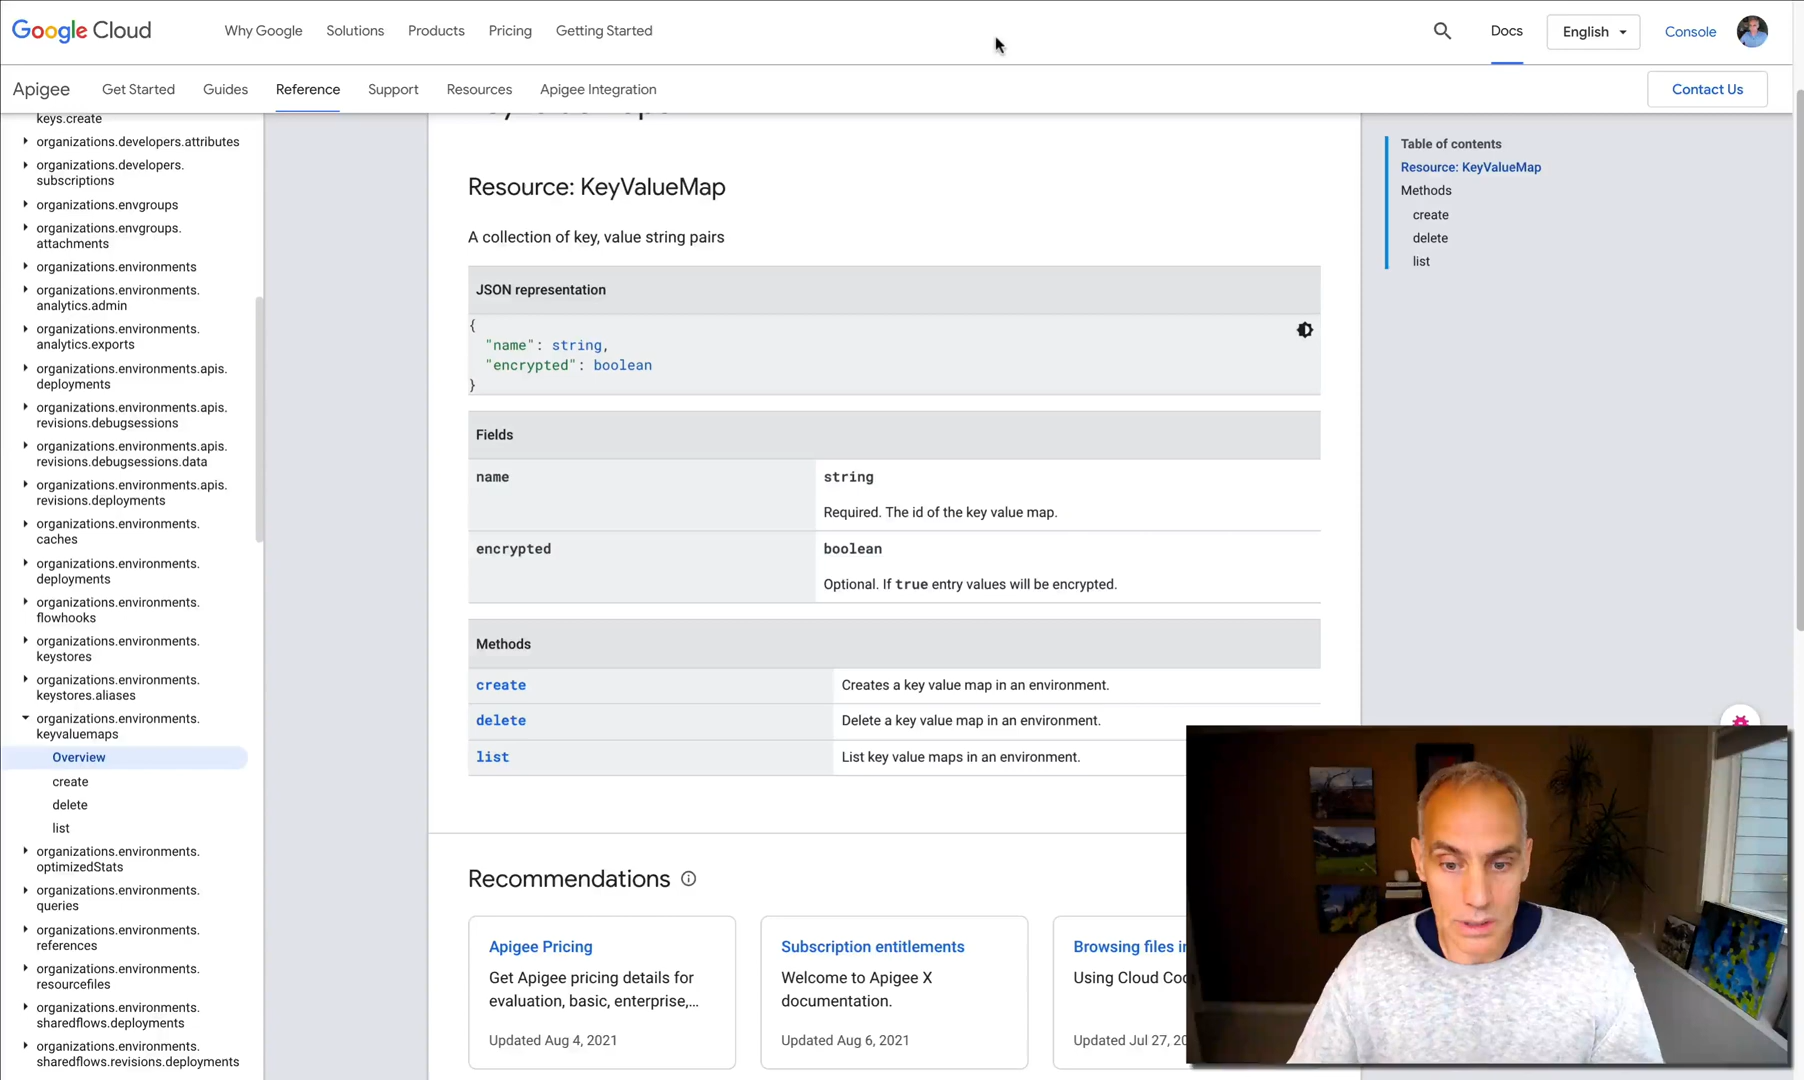 Google Cloud
Why Google
Solutions
Products
Pricing
Getting Started
Docs
English
Console
Apigee
Get Started
Guides
Reference
Support
Resources
Apigee Integration
Contact Us
keys.create
organizations.developers.attributes
organizations.developers.
subscriptions
organizations.envgroups
organizations.envgroups.
attachments
organizations.environments
organizations.environments.
analytics.admin
organizations.environments.
analytics.exports
organizations.environments.apis.
deployments
organizations.environments.apis.
revisions.debugsessions
organizations.environments.apis.
revisions.debugsessions.data
organizations.environments.apis.
revisions.deployments
organizations.environments.
caches
organizations.environments.
deployments
organizations.environments.
flowhooks
organizations.environments.
keystores
organizations.environments.
keystores.aliases
organizations.environments.
keyvaluemaps
Overview
create
delete
list
organizations.environments.
optimizedStats
organizations.environments.
queries
organizations.environments.
references
organizations.environments.
resourcefiles
organizations.environments.
sharedflows.deployments
organizations.environments.
sharedflows.revisions.deployments
Resource: KeyValueMap
A collection of key, value string pairs
JSON representation
{
"name": string,
"encrypted": boolean
}
Fields
name
string
Required. The id of the key value map.
encrypted
boolean
Optional. If true entry values will be encrypted.
Methods
create
Creates a key value map in an environment.
delete
Delete a key value map in an environment.
list
List key value maps in an environment.
Recommendations
Apigee Pricing
Get Apigee pricing details for
evaluation, basic, enterprise,...
Updated Aug 4, 2021
Subscription entitlements
Welcome to Apigee X
documentation.
Updated Aug 6, 2021
Browsing files
Using Cloud
Updated Jul 27,
Table of contents
Resource: KeyValueMap
Methods
create
delete
list